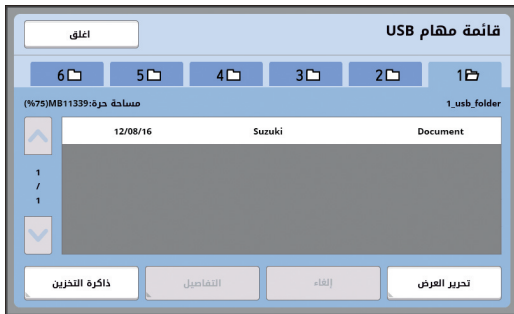 قائمة مهام USB
اغلق
1
2
3
4
5
6
1_usb_folder
مساحة حرة:MB11339(%75)
Document Suzuki 12/08/16
1
/
1
تحرير العرض
إلغاء
التفاصيل
ذاكرة التخزين